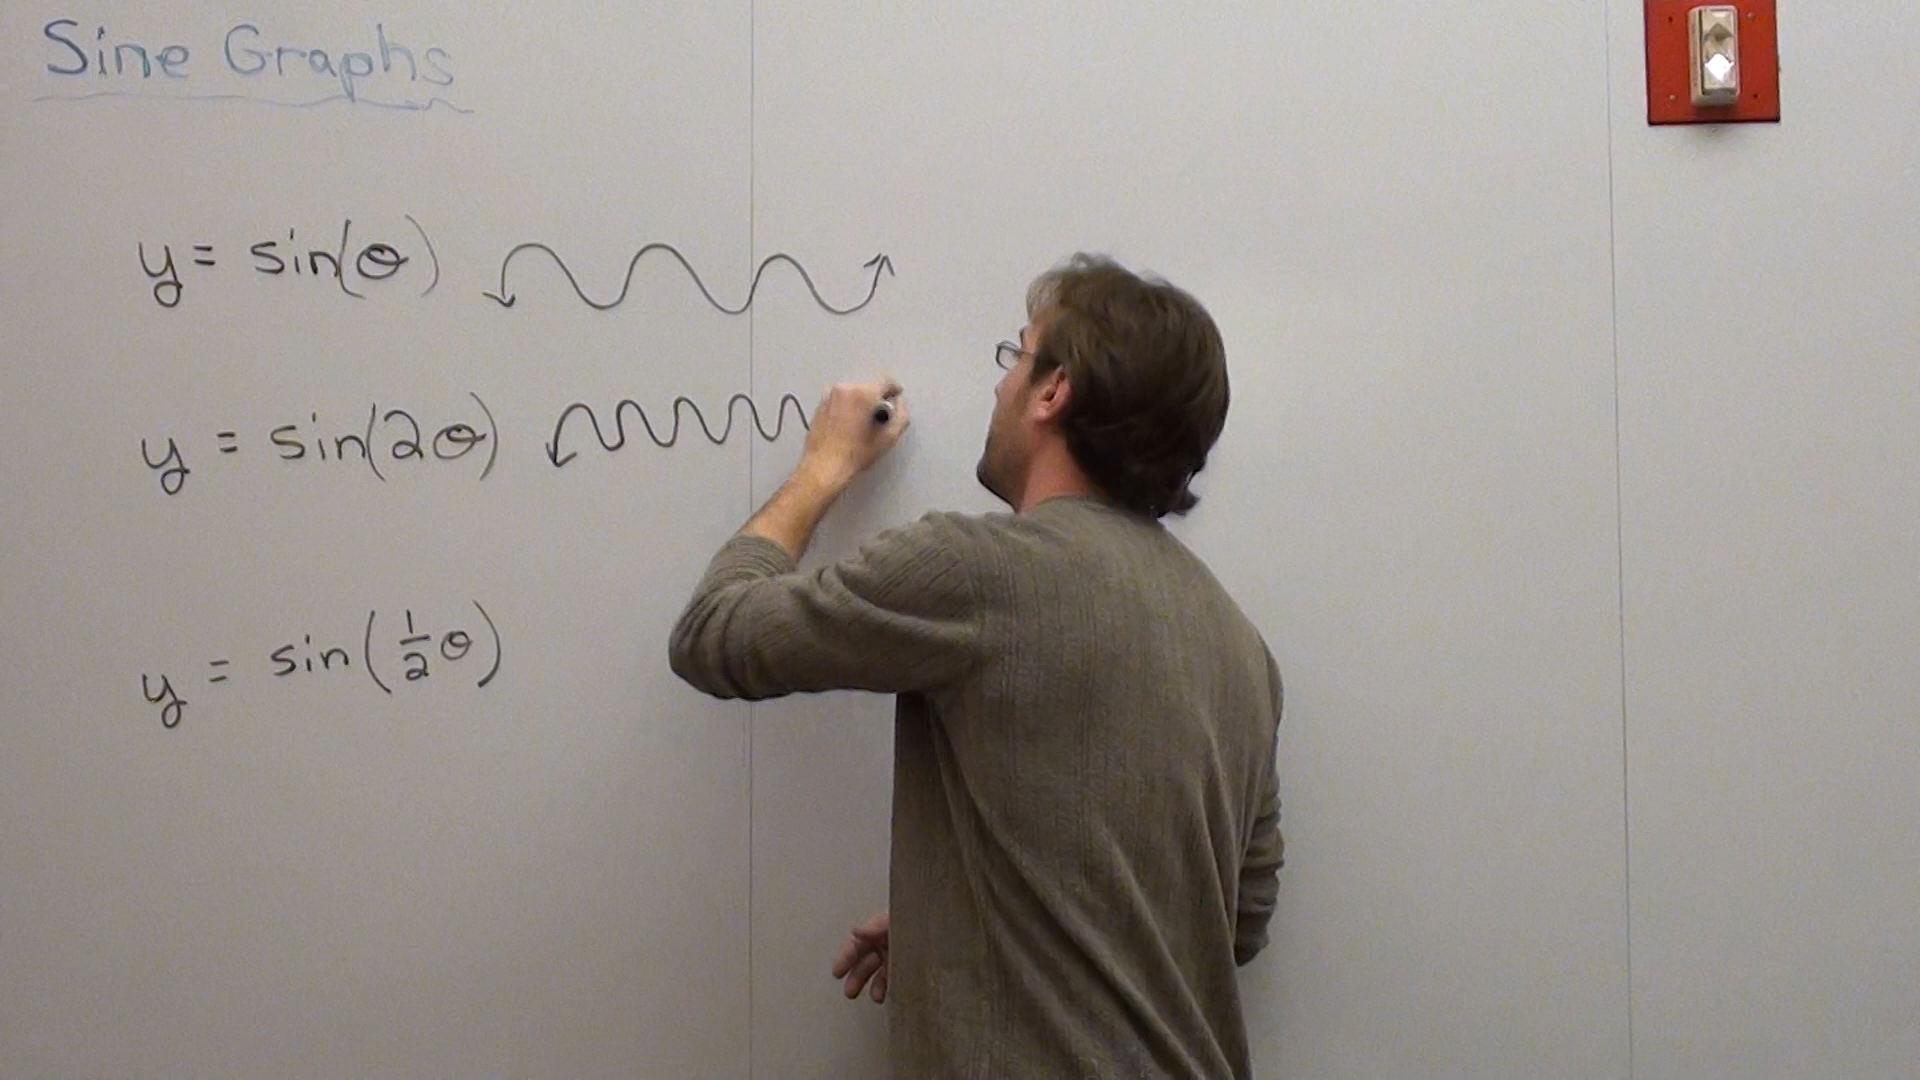 Sine Graphs
y = sin(θ)
y = sin(2θ)
y = sin(½θ)